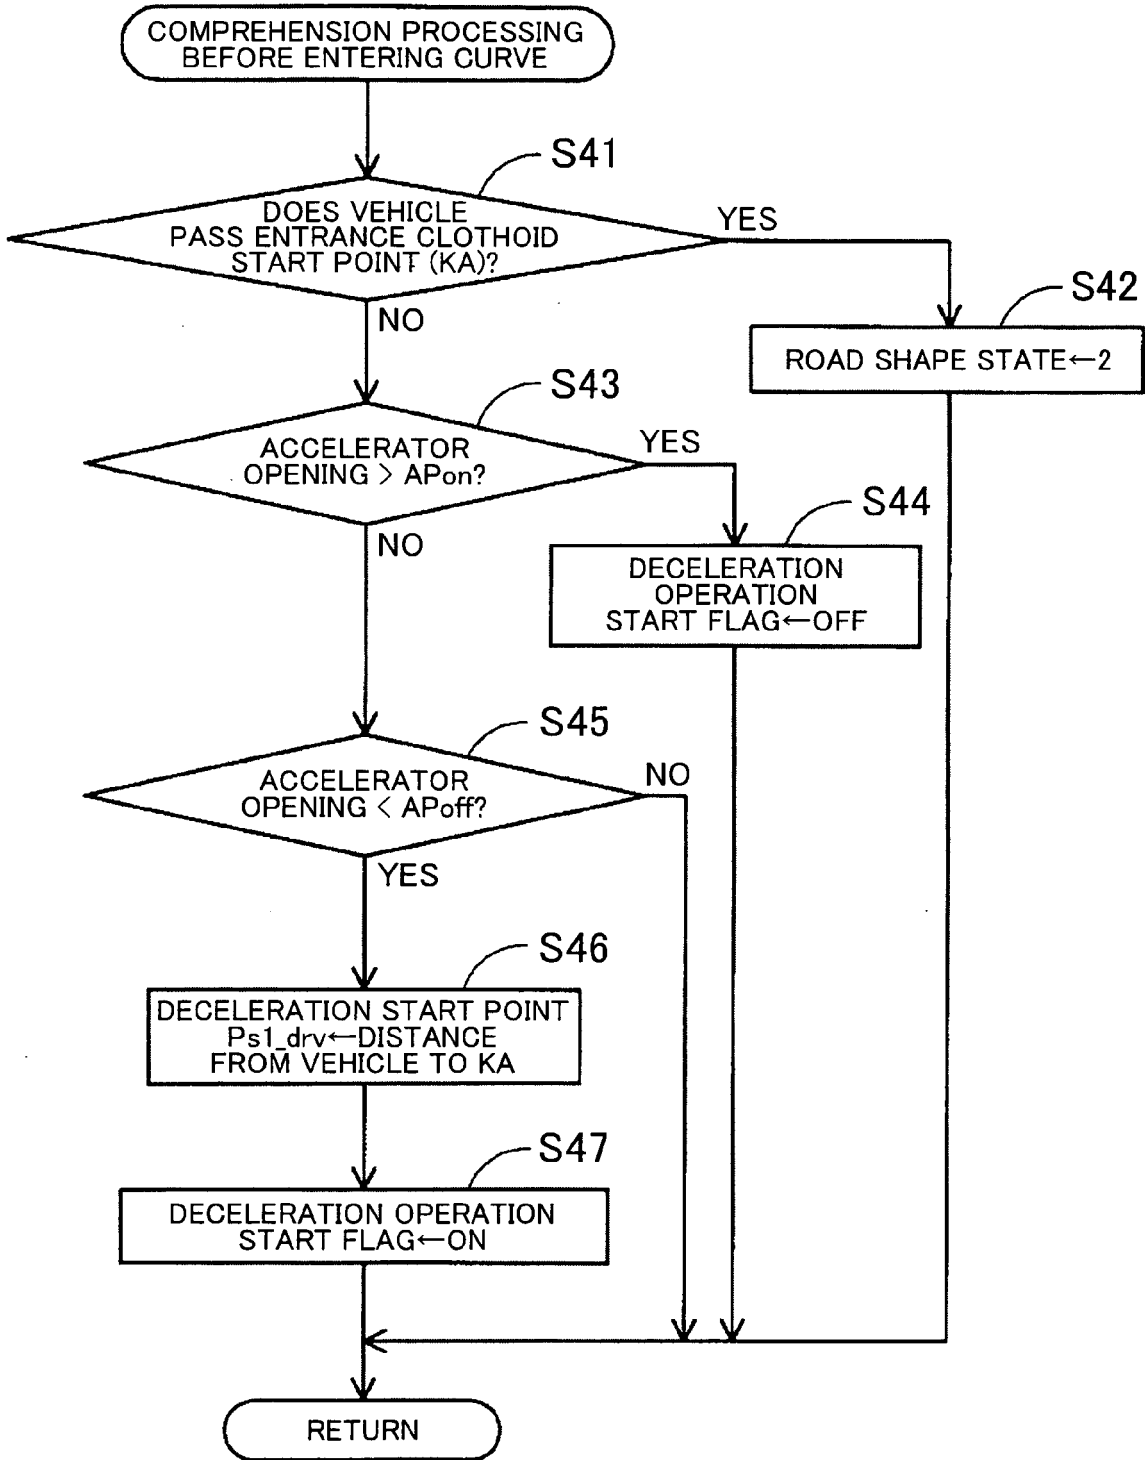 COMPREHENSION PROCESSING
BEFORE ENTERING CURVE
S41
DOES VEHICLE
PASS ENTRANCE CLOTHOID
START POINT (KA)?
YES
NO
S42
ROAD SHAPE STATE←2
S43
ACCELERATOR
OPENING > APon?
YES
NO
S44
DECELERATION
OPERATION
START FLAG←OFF
S45
ACCELERATOR
OPENING < APoff?
NO
YES
S46
DECELERATION START POINT
Ps1_drv←DISTANCE
FROM VEHICLE TO KA
S47
DECELERATION OPERATION
START FLAG←ON
RETURN